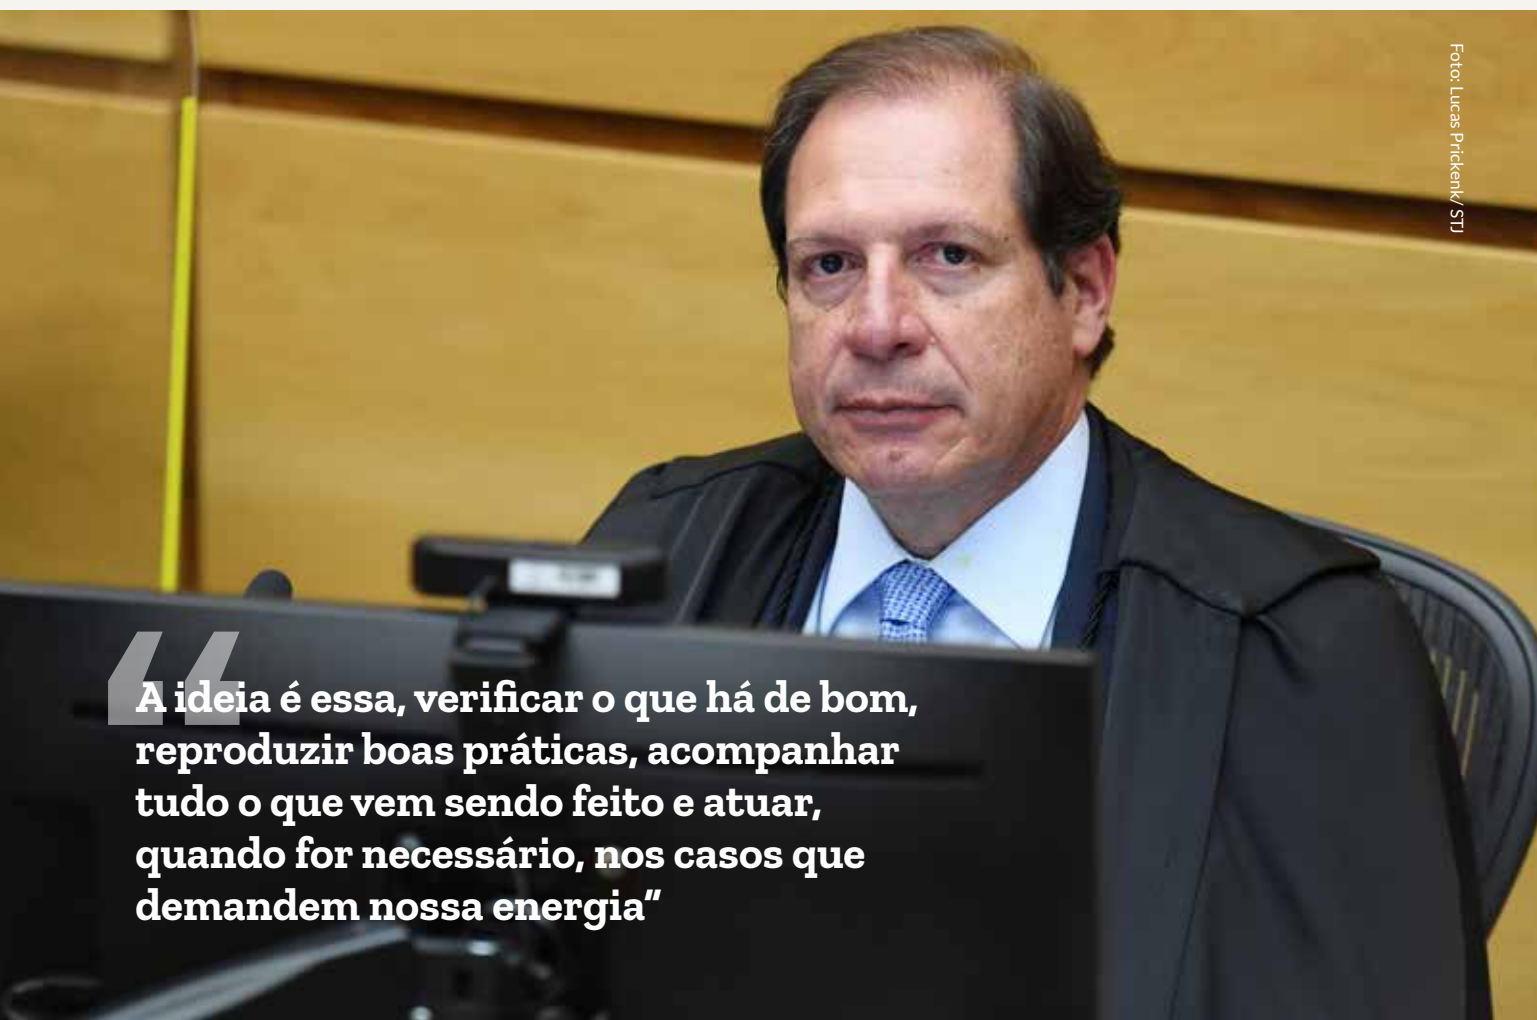 Foto: Lucas Prickenk/ STJ
“
A ideia é essa, verificar o que há de bom,
reproduzir boas práticas, acompanhar
tudo o que vem sendo feito e atuar,
quando for necessário, nos casos que
demandem nossa energia”